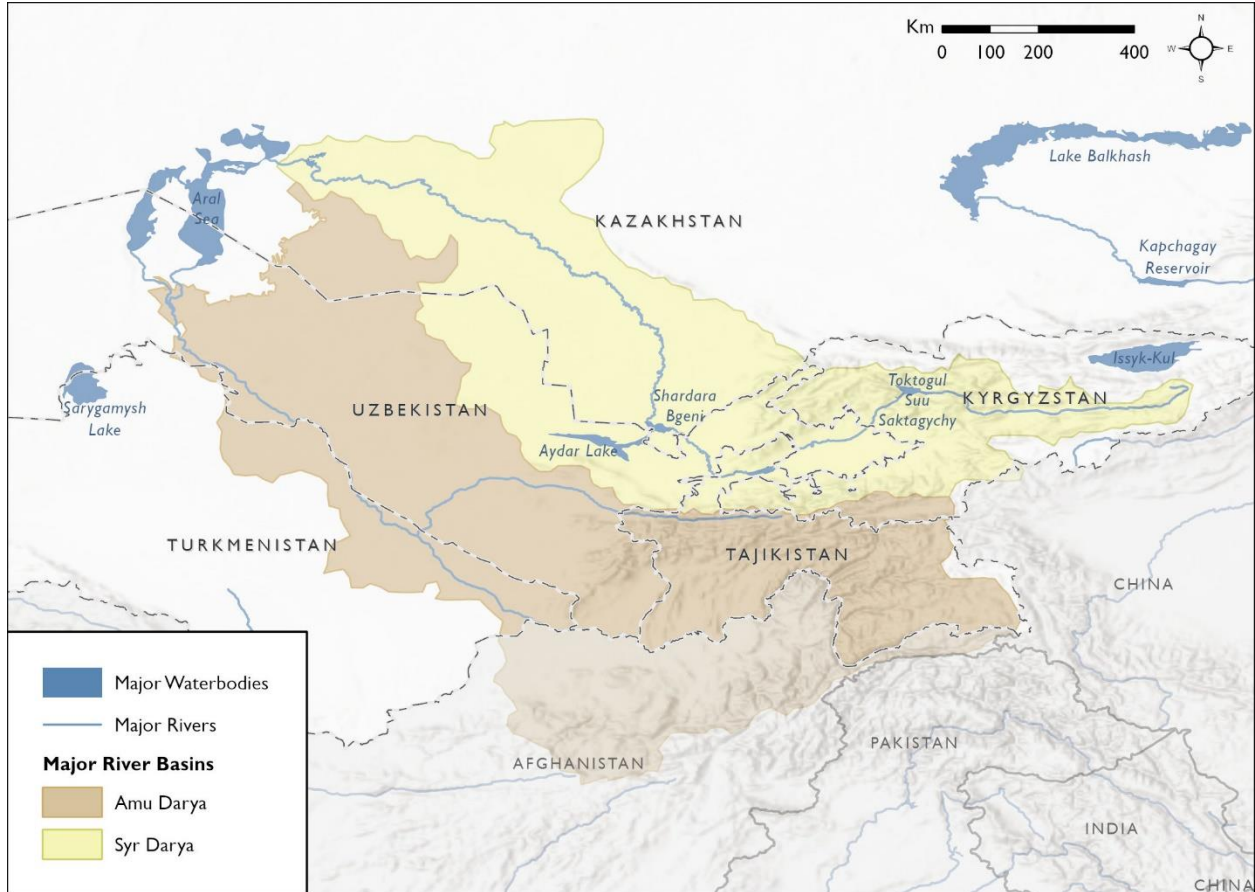 Km
0 100 200 400
N
W E
S
Lake Balkhash
Aral
Sea
KAZAKHSTAN
Kapchagay
Reservoir
Issyk-Kul
Toktogul
Suu
Saktagychy
KYRGYZSTAN
Sarygamysh
Lake
UZBEKISTAN
Shardara
Bgeni
Aydar Lake
TURKMENISTAN
TAJIKISTAN
CHINA
AFGHANISTAN
PAKISTAN
INDIA
CHINA
Major Waterbodies
Major Rivers
Major River Basins
Amu Darya
Syr Darya